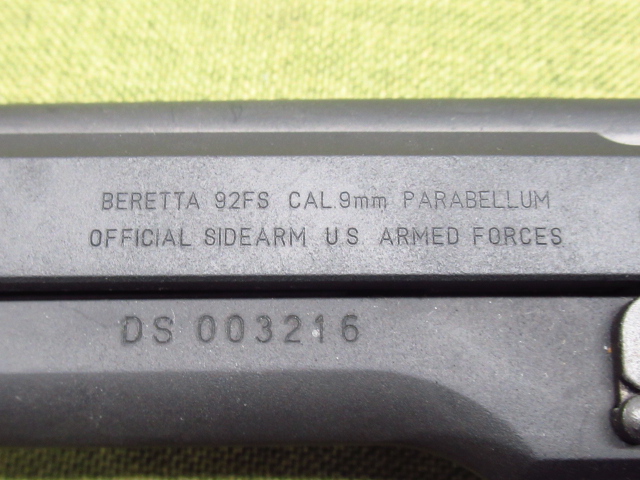 BERETTA 92FS CAL.9mm PARABELLUM
OFFICIAL SIDEARM U S ARMED FORCES
DS 003216